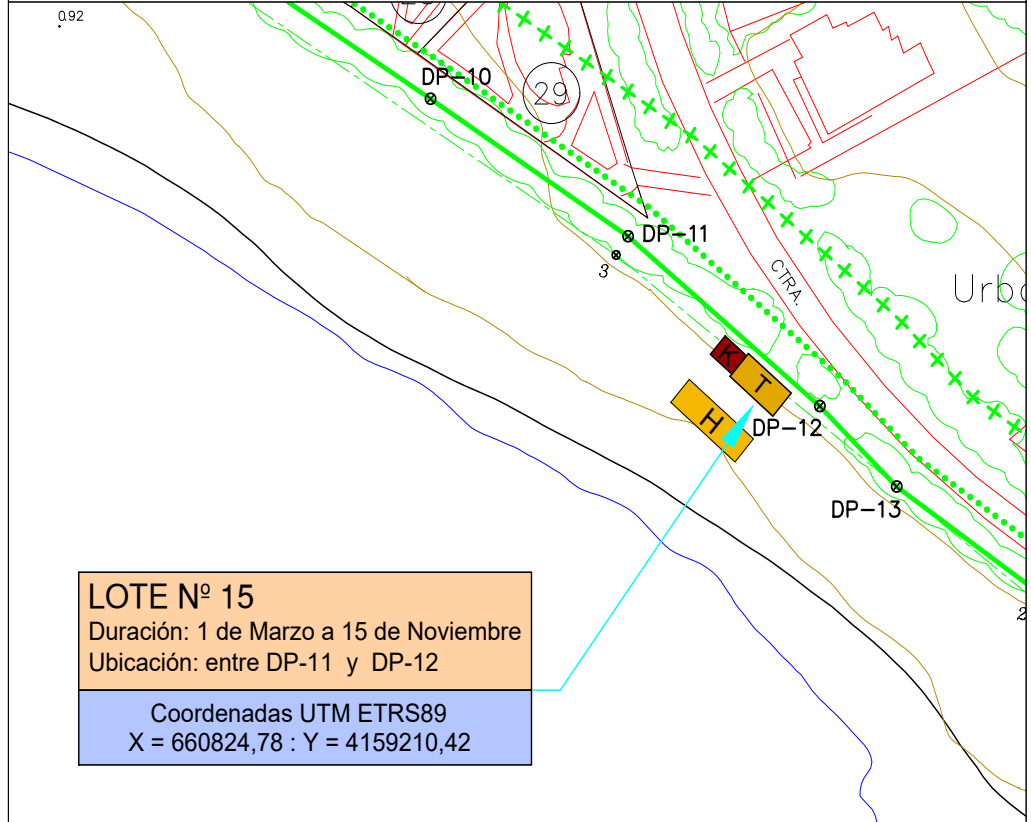 0.92
DP-10
29
DP-11
3
CTRA.
K
T
H
DP-12
DP-13
LOTE Nº 15
Duración: 1 de Marzo a 15 de Noviembre
Ubicación: entre DP-11 y DP-12
Coordenadas UTM ETRS89
X = 660824,78 : Y = 4159210,42